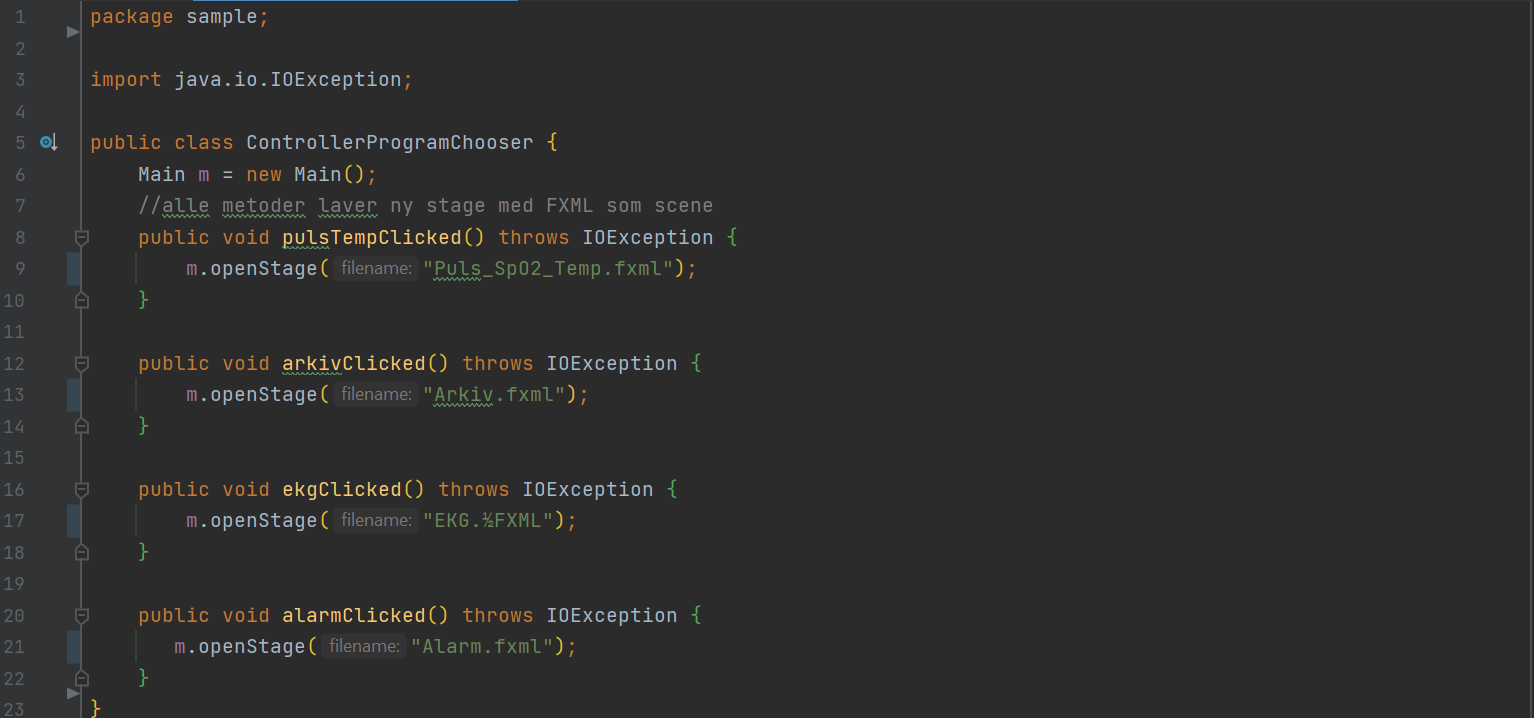 1 package sample;
2
3 import java.io.IOException;
4
5 public class ControllerProgramChooser {
6 Main m = new Main();
7 //alle metoder laver ny stage med FXML som scene
8 public void pulsTempClicked() throws IOException {
9 m.openStage( filename: "Puls_SpO2_Temp.fxml");
10 }
11
12 public void arkivClicked() throws IOException {
13 m.openStage( filename: "Arkiv.fxml");
14 }
15
16 public void ekgClicked() throws IOException {
17 m.openStage( filename: "EKG.½FXML");
18 }
19
20 public void alarmClicked() throws IOException {
21 m.openStage( filename: "Alarm.fxml");
22 }
23 }